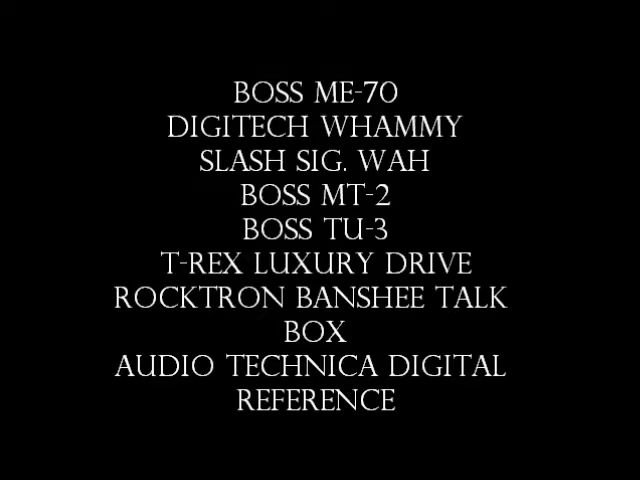 BOSS ME-70
DIGITECH WHAMMY
SLASH SIG. WAH
BOSS MT-2
BOSS TU-3
T-REX LUXURY DRIVE
ROCKTRON BANSHEE TALK
BOX
AUDIO TECHNICA DIGITAL
REFERENCE